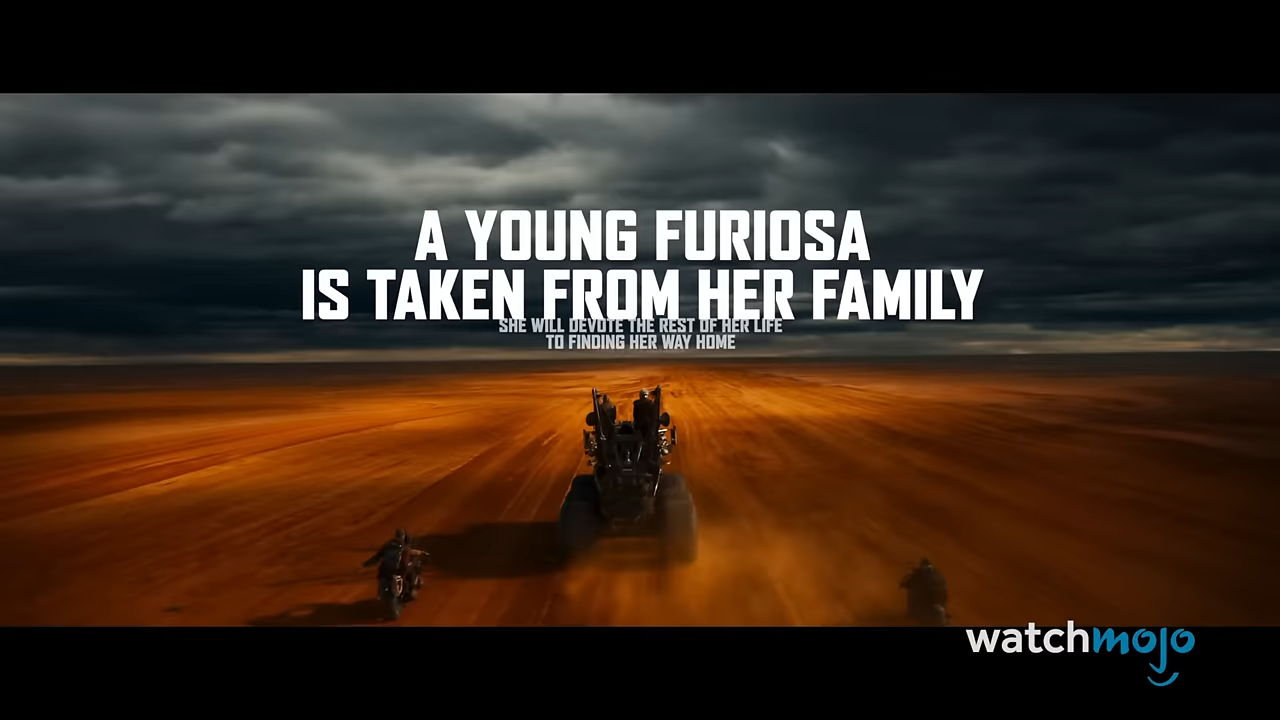 A YOUNG FURIOSA
IS TAKEN FROM HER FAMILY
SHE WILL DEVOTE THE REST OF HER LIFE
TO FINDING HER WAY HOME
watchmojo